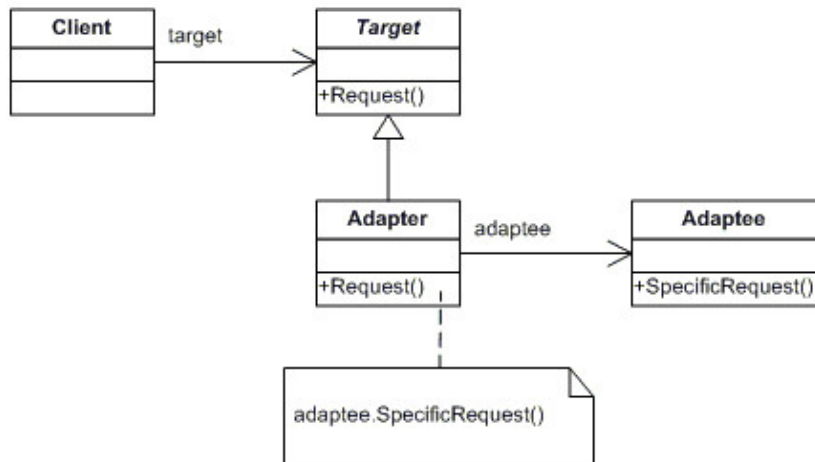 Client
target
Target
+Request()
Adapter
adaptee
Adaptee
+Request()
+SpecificRequest()
adaptee.SpecificRequest()